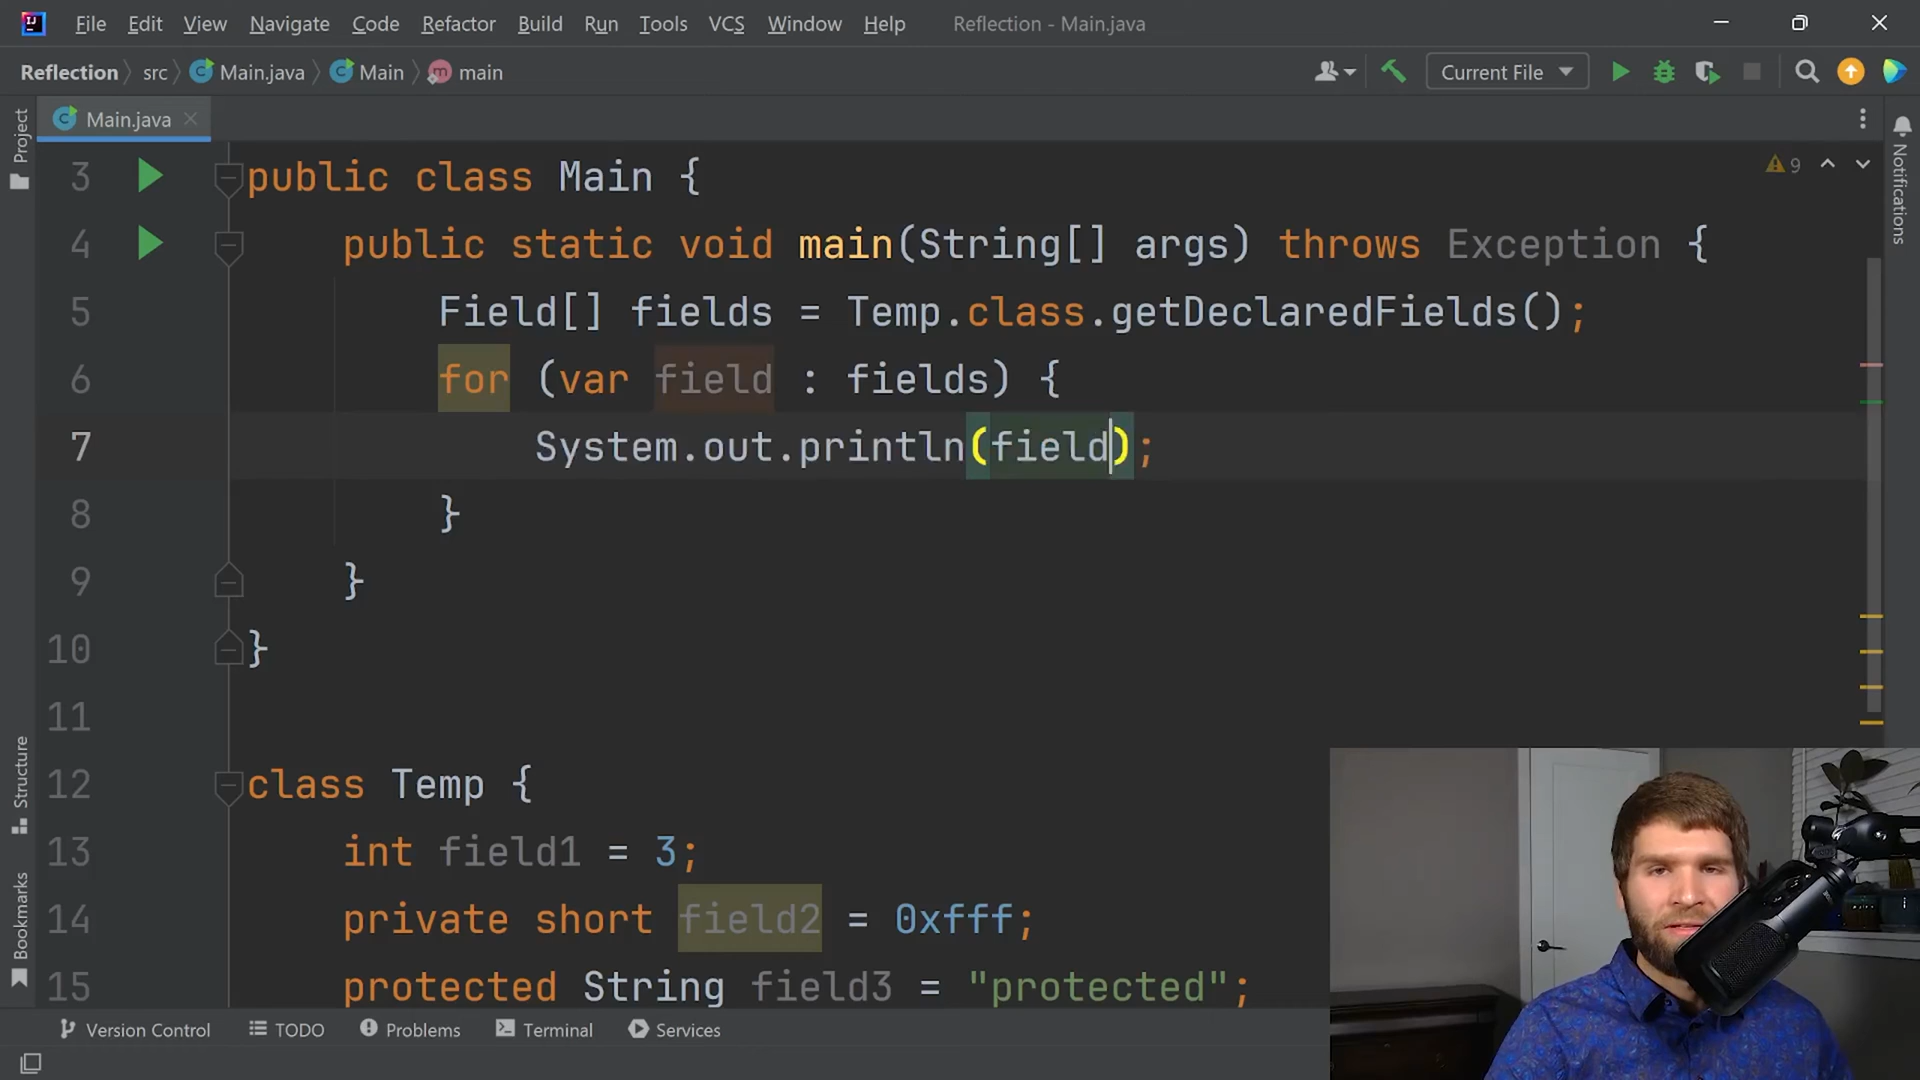 File Edit View Navigate Code Refactor Build Run Tools VCS Window Help Reflection - Main.java
Reflection src Main.java Main main Current File
Project
Main.java
3 public class Main { 9
4 public static void main(String[] args) throws Exception {
5 Field[] fields = Temp.class.getDeclaredFields();
6 for (var field : fields) {
7 System.out.println(field);
8 }
9 }
10 }
11
12 class Temp {
13 int field1 = 3;
14 private short field2 = 0xfff;
15 protected String field3 = "protected";
Notifications
Structure
Bookmarks
Version Control TODO Problems Terminal Services